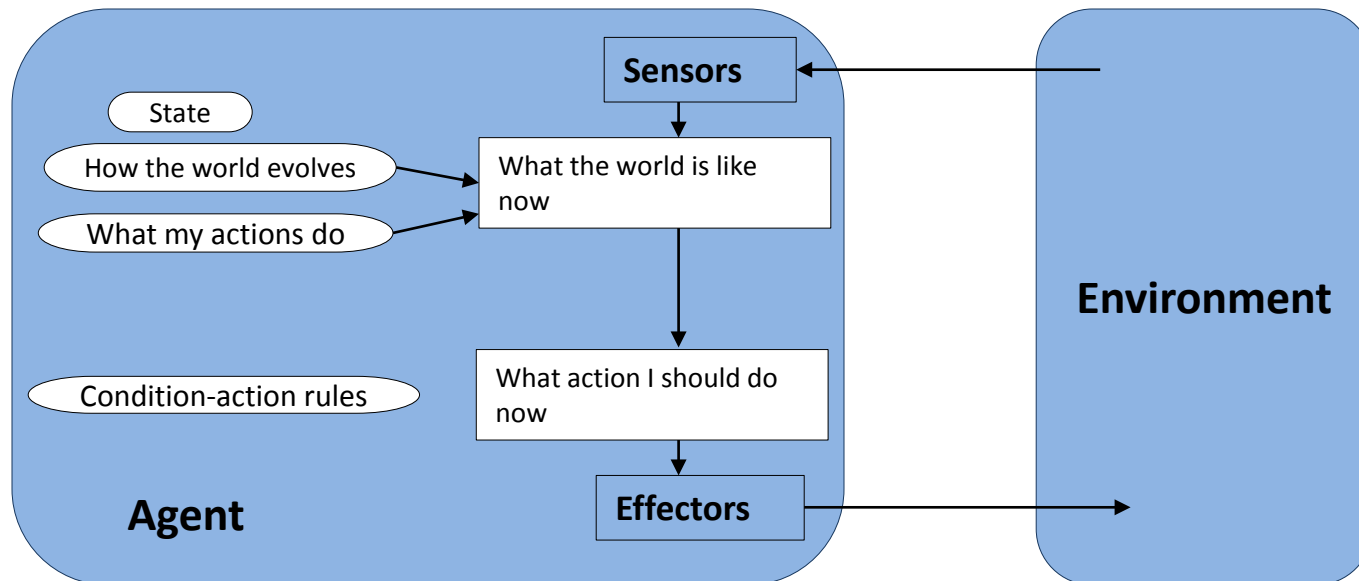 Sensors
State
How the world evolves
What my actions do
What the world is like
now
Environment
Condition-action rules
What action I should do
now
Agent
Effectors